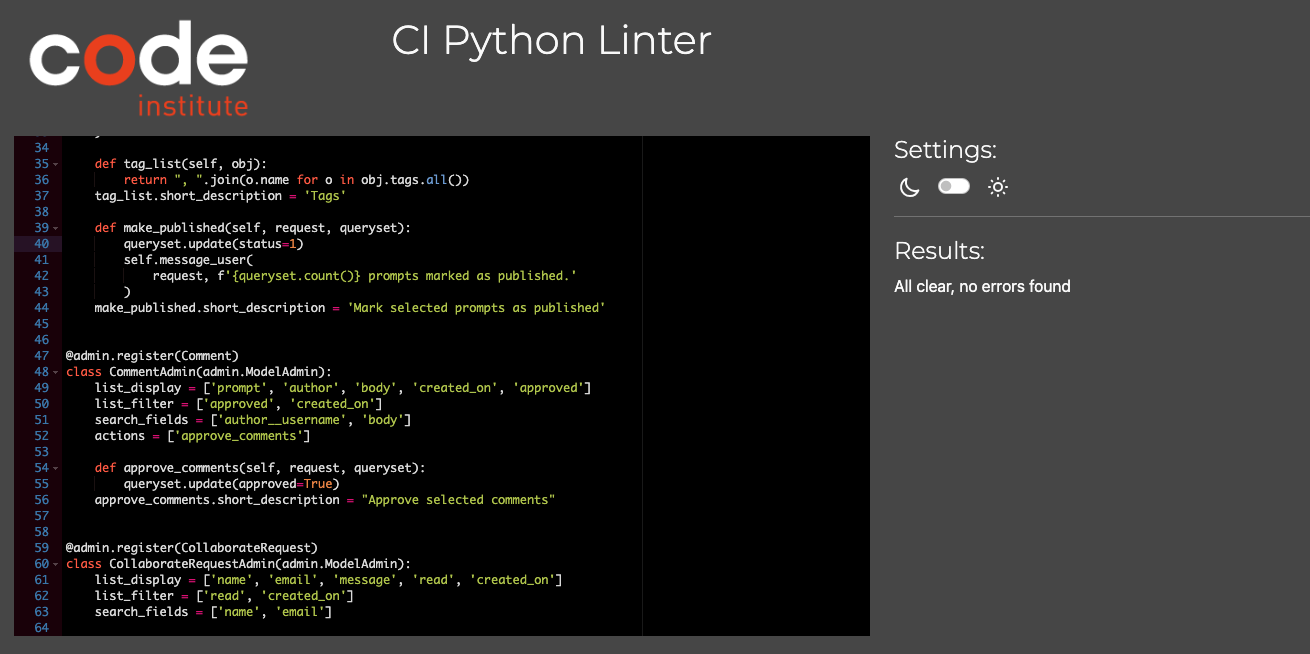 code
institute
CI Python Linter
34
35 def tag_list(self, obj):
36 return ", ".join(o.name for o in obj.tags.all())
37 tag_list.short_description = 'Tags'
38
39 def make_published(self, request, queryset):
40 queryset.update(status=1)
41 self.message_user(
42 request, f'{queryset.count()} prompts marked as published.'
43 )
44 make_published.short_description = 'Mark selected prompts as published'
45
46
47 @admin.register(Comment)
48 class CommentAdmin(admin.ModelAdmin):
49 list_display = ['prompt', 'author', 'body', 'created_on', 'approved']
50 list_filter = ['approved', 'created_on']
51 search_fields = ['author__username', 'body']
52 actions = ['approve_comments']
53
54 def approve_comments(self, request, queryset):
55 queryset.update(approved=True)
56 approve_comments.short_description = "Approve selected comments"
57
58
59 @admin.register(CollaborateRequest)
60 class CollaborateRequestAdmin(admin.ModelAdmin):
61 list_display = ['name', 'email', 'message', 'read', 'created_on']
62 list_filter = ['read', 'created_on']
63 search_fields = ['name', 'email']
64
Settings:
Results:
All clear, no errors found